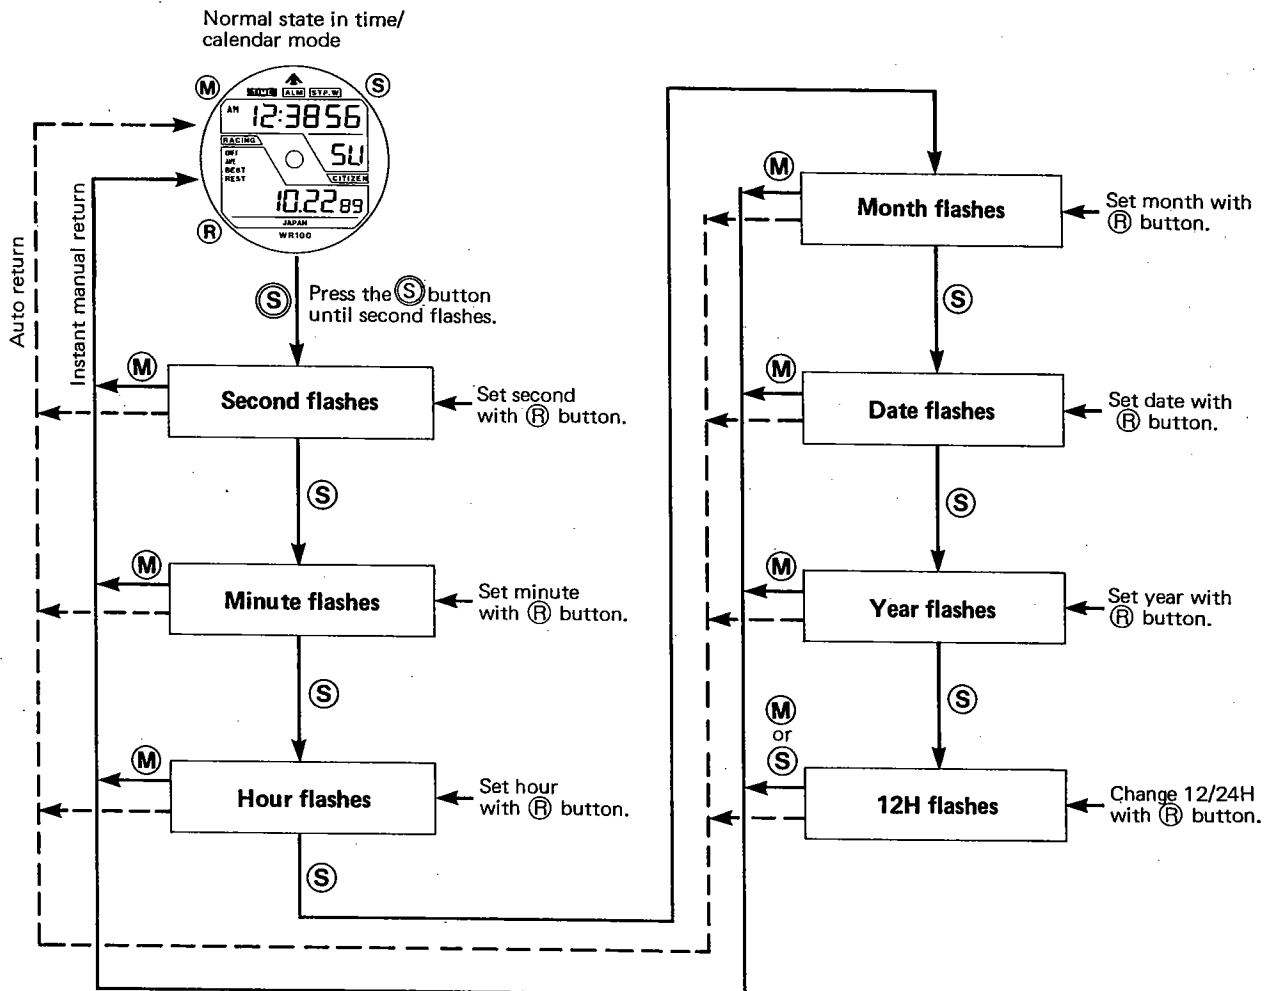 Normal state in time/
calendar mode
M
S
TIME ALM STP.W
AM 12:38 56
RACING
SU
DIFF
AVE
BEST
REST
CITIZEN
10.22 89
JAPAN
WR100
R
Auto return
Instant manual return
S
Press the S button
until second flashes.
M
Second flashes
Set second
with R button.
S
M
Minute flashes
Set minute
with R button.
S
M
Hour flashes
Set hour
with R button.
S
M
Month flashes
Set month with
R button.
S
M
Date flashes
Set date with
R button.
S
M
Year flashes
Set year with
R button.
S
M
or
S
12H flashes
Change 12/24H
with R button.